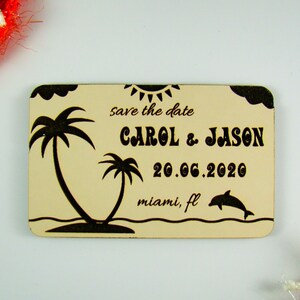 save the date
CAROL & JASON
20.06.2020
miami, fl